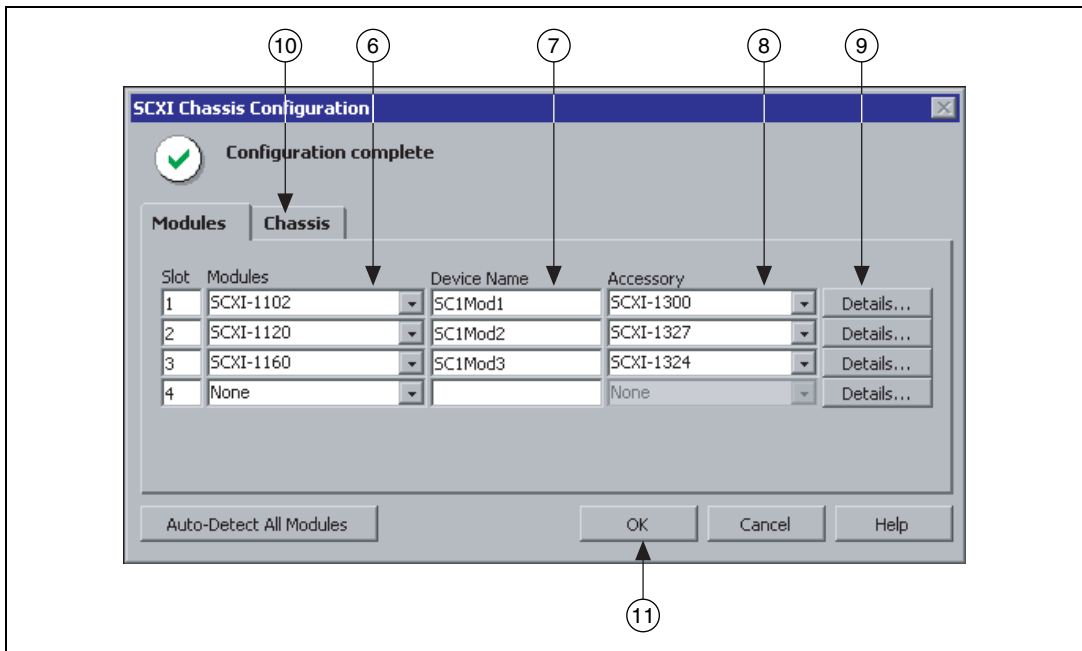 10 6 7 8 9
SCXI Chassis Configuration
Configuration complete
Modules Chassis
Slot Modules Device Name Accessory
1 SCXI-1102 SC1Mod1 SCXI-1300 Details...
2 SCXI-1120 SC1Mod2 SCXI-1327 Details...
3 SCXI-1160 SC1Mod3 SCXI-1324 Details...
4 None None Details...
Auto-Detect All Modules OK Cancel Help
11